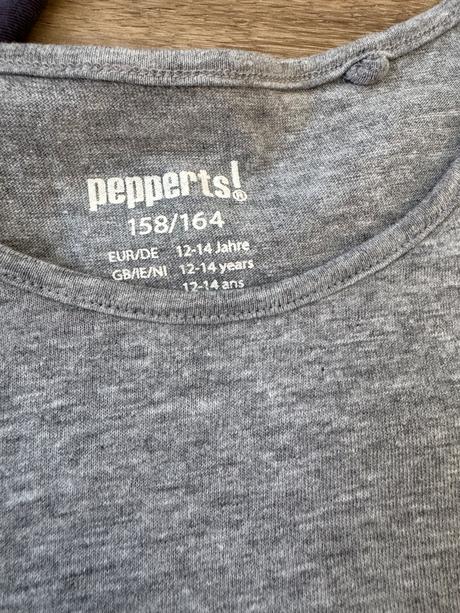 pepperts!®
158/164
EUR/DE 12-14 Jahre
GB/IE/NI 12-14 years
12-14 ans